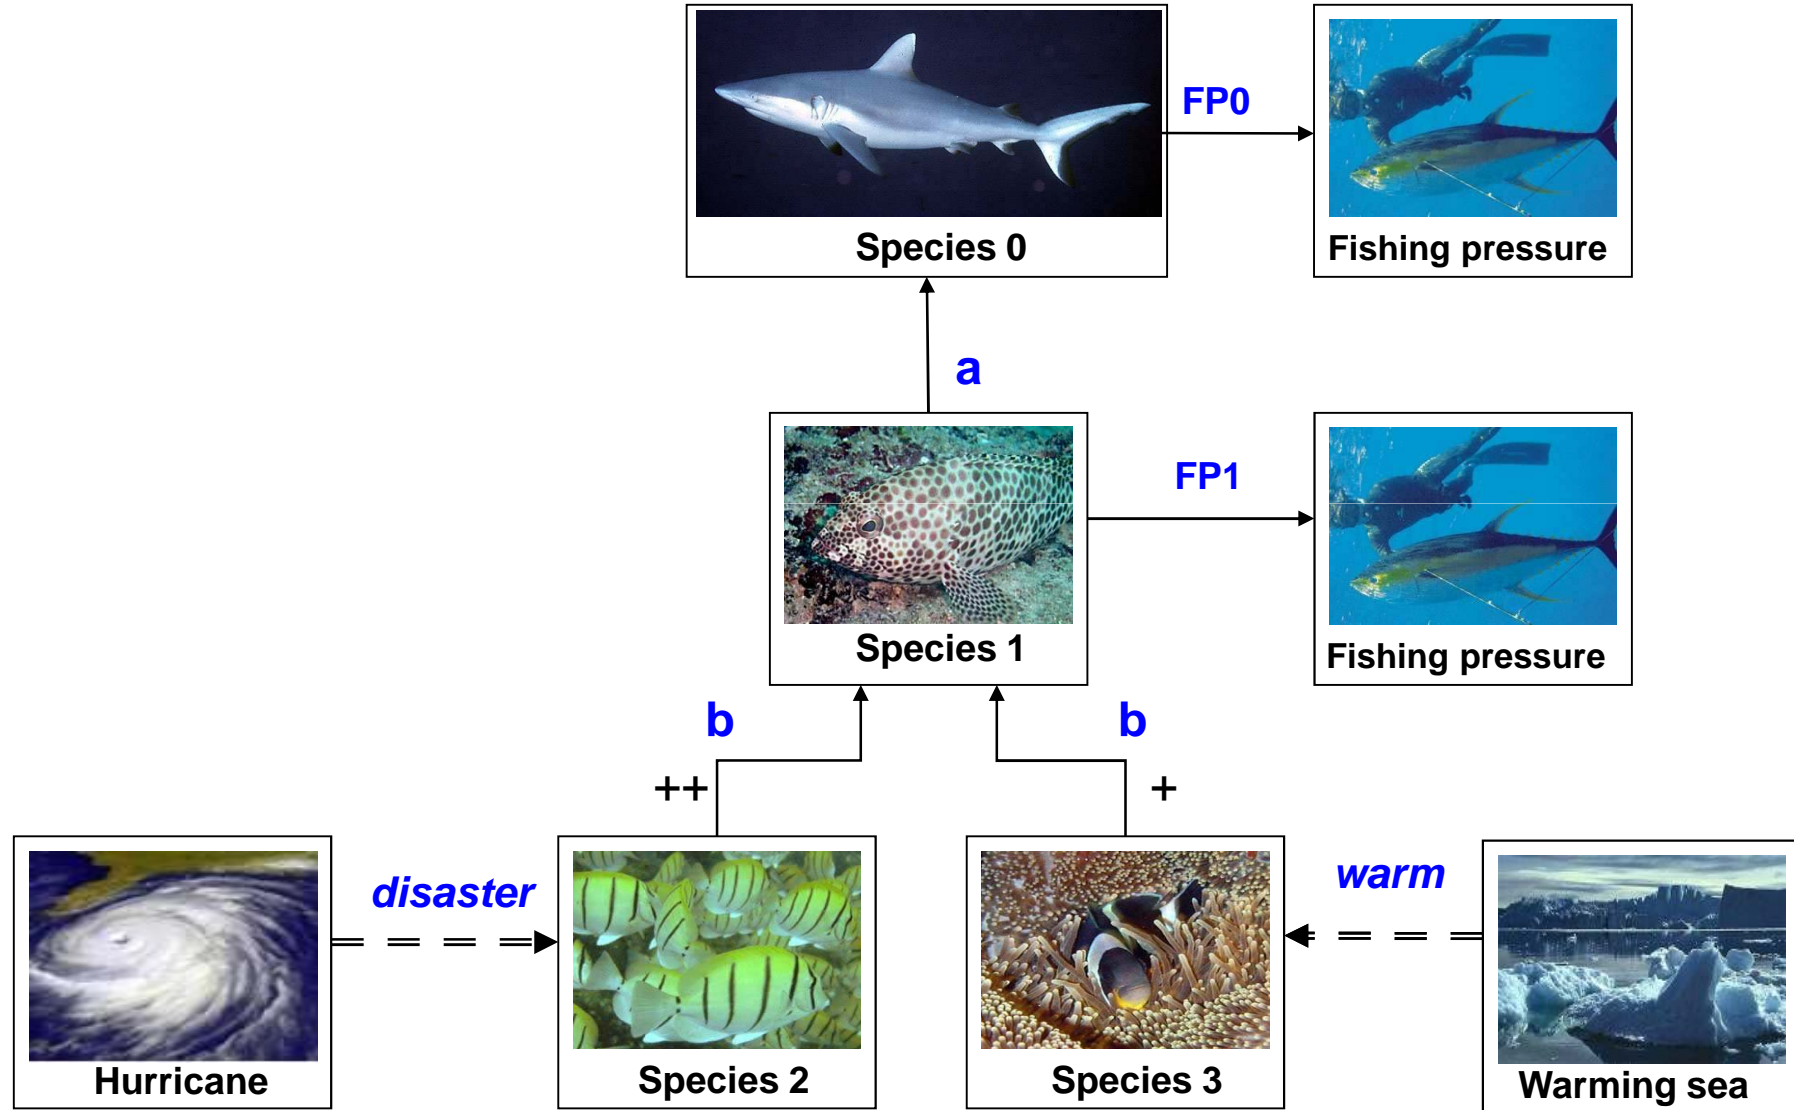 FP0
Species 0
Fishing pressure
a
FP1
Species 1
Fishing pressure
b
b
++
+
disaster
warm
Hurricane
Species 2
Species 3
Warming sea